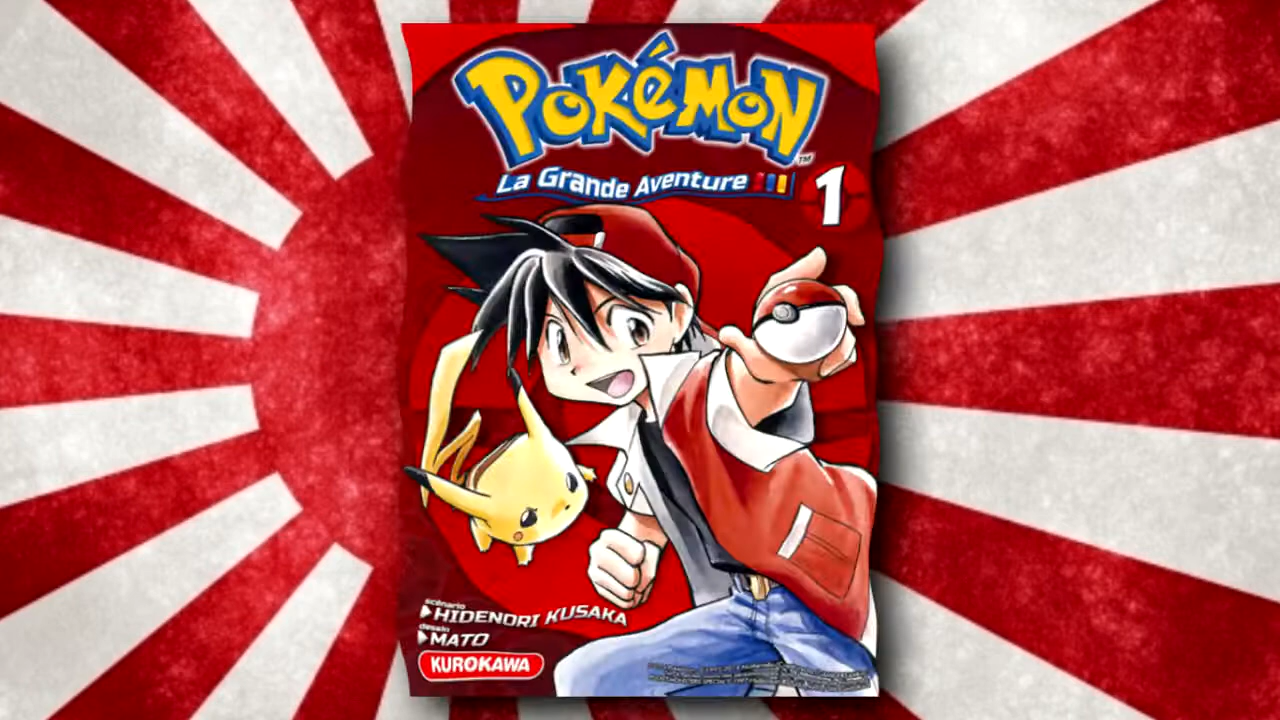 POKÉMON
TM
La Grande Aventure !!!
1
scénario
HIDENORI KUSAKA
dessin
MATO
KUROKAWA